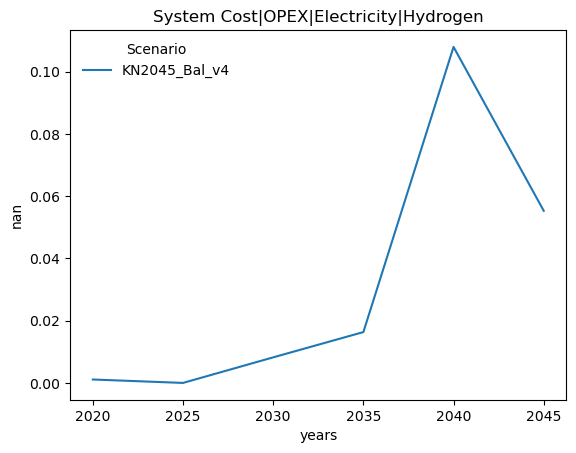 System Cost|OPEX|Electricity|Hydrogen
Scenario
KN2045_Bal_v4
0.10
0.08
0.06
0.04
0.02
0.00
nan
2020 2025 2030 2035 2040 2045
years